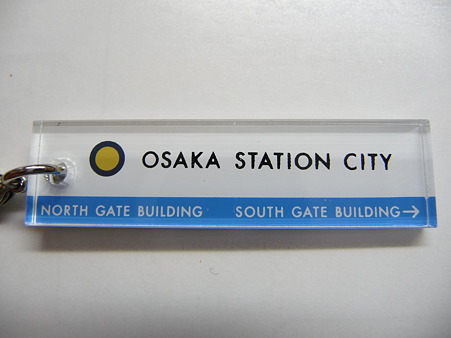 OSAKA STATION CITY
NORTH GATE BUILDING SOUTH GATE BUILDING→